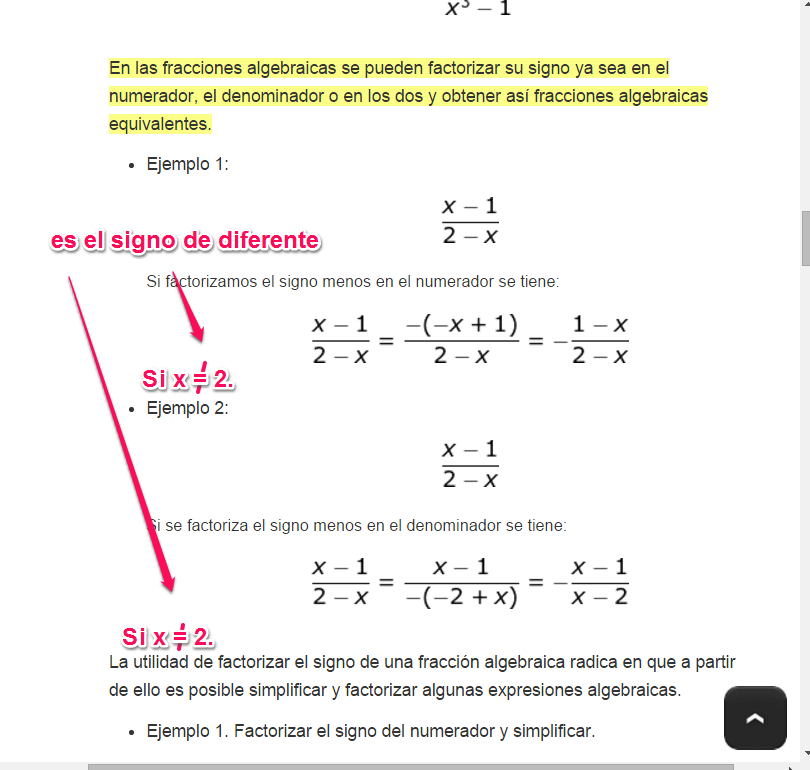 x³ – 1
En las fracciones algebraicas se pueden factorizar su signo ya sea en el
numerador, el denominador o en los dos y obtener así fracciones algebraicas
equivalentes.
• Ejemplo 1:
x – 1
2 – x
es el signo de diferente
Si factorizamos el signo menos en el numerador se tiene:
x – 1 / 2 – x = –(–x + 1) / 2 – x = – 1 – x / 2 – x
Si x ≠ 2.
• Ejemplo 2:
x – 1
2 – x
Si se factoriza el signo menos en el denominador se tiene:
x – 1 / 2 – x = x – 1 / –(–2 + x) = – x – 1 / x – 2
Si x ≠ 2.
La utilidad de factorizar el signo de una fracción algebraica radica en que a partir
de ello es posible simplificar y factorizar algunas expresiones algebraicas.
• Ejemplo 1. Factorizar el signo del numerador y simplificar.